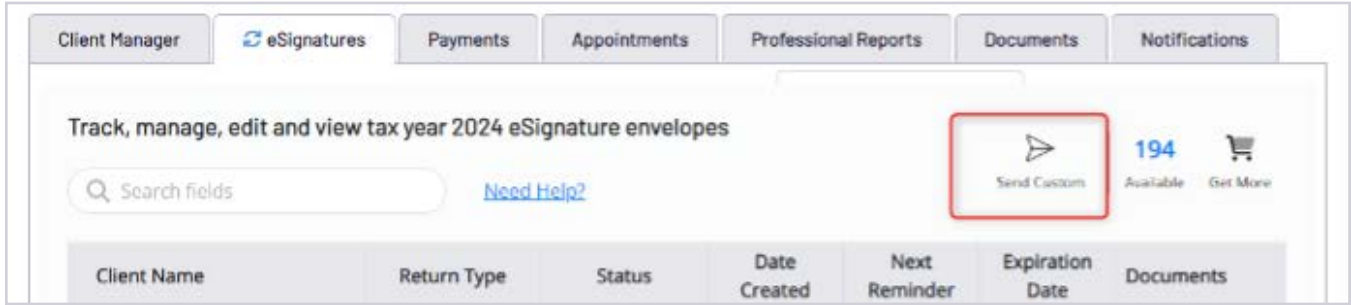 Client Manager eSignatures Payments Appointments Professional Reports Documents Notifications
Track, manage, edit and view tax year 2024 eSignature envelopes
194
Search fields Need Help? Send Custom Available Get More
Client Name Return Type Status Date Created Next Reminder Expiration Date Documents